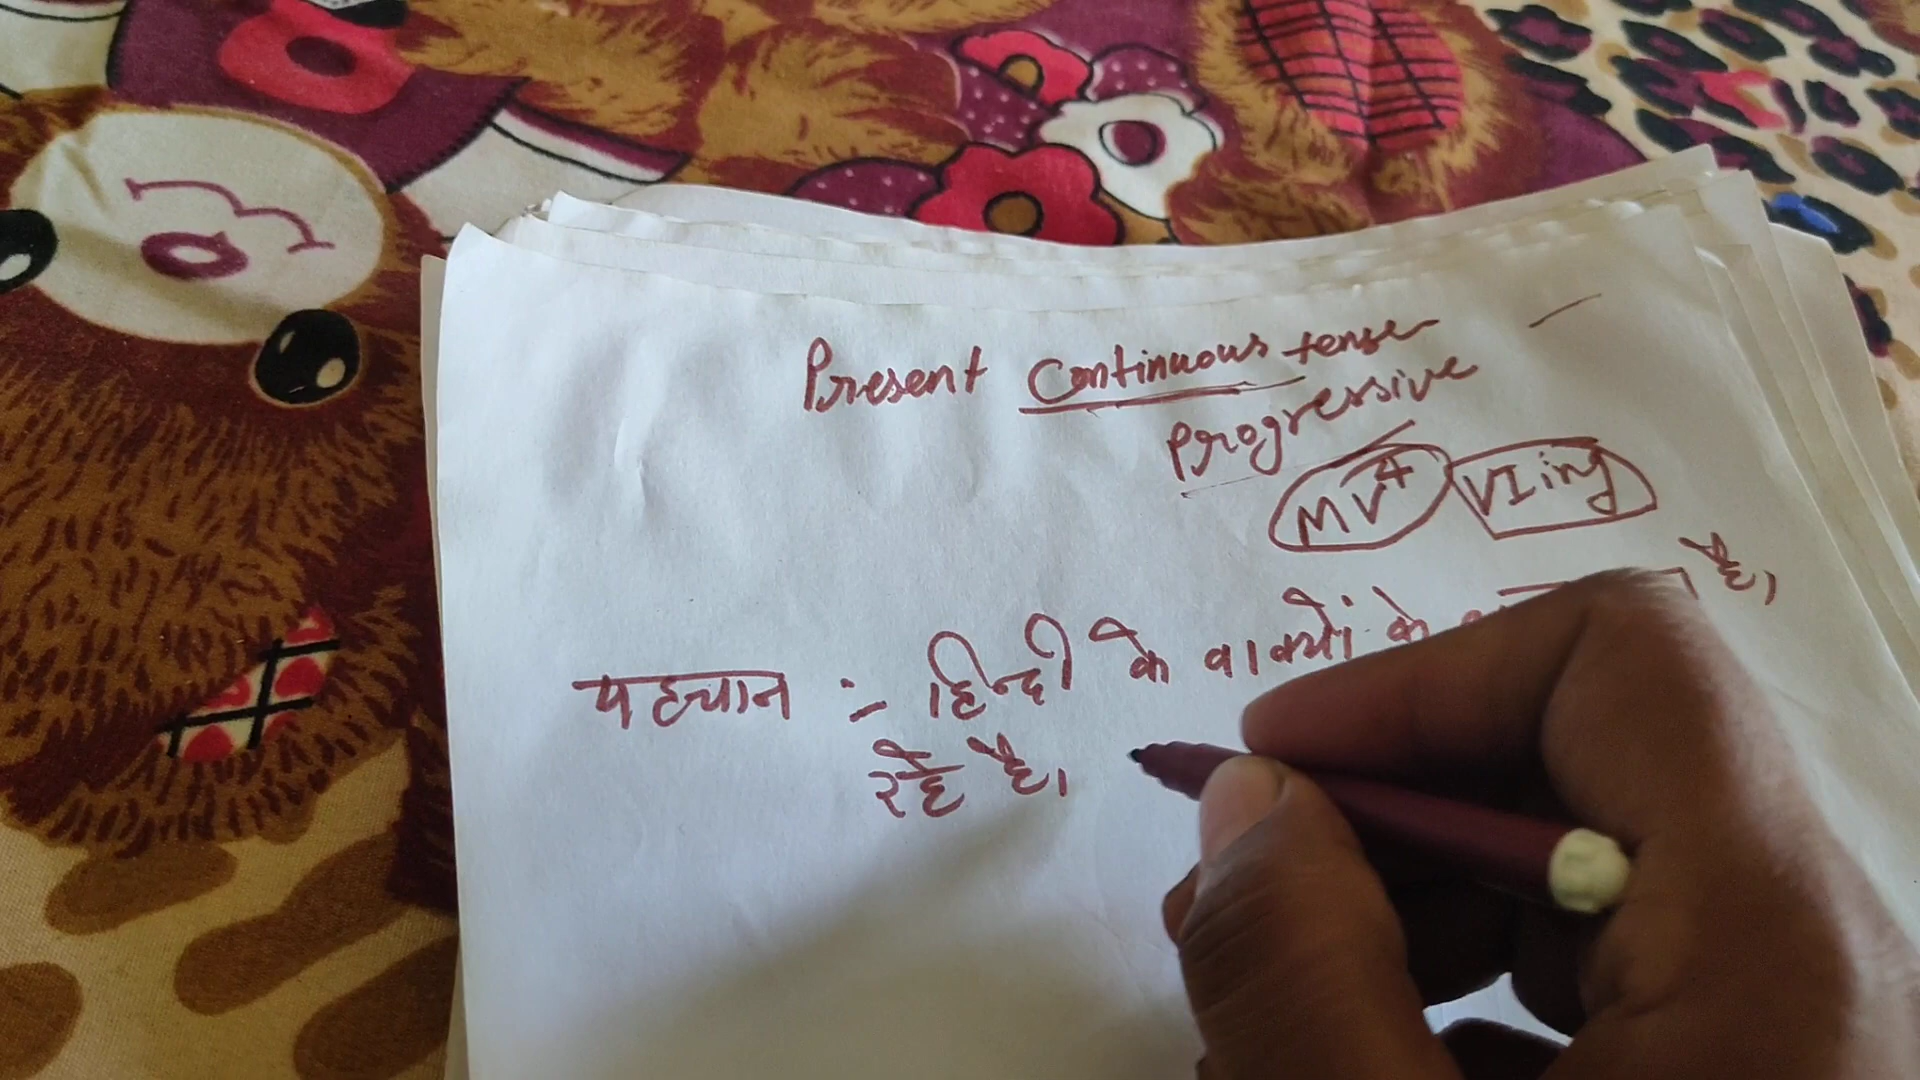 Present Continuous tense
Progressive
MV4 VIing
पहचान :- हिन्दी के वाक्यों के है,
रहे है,